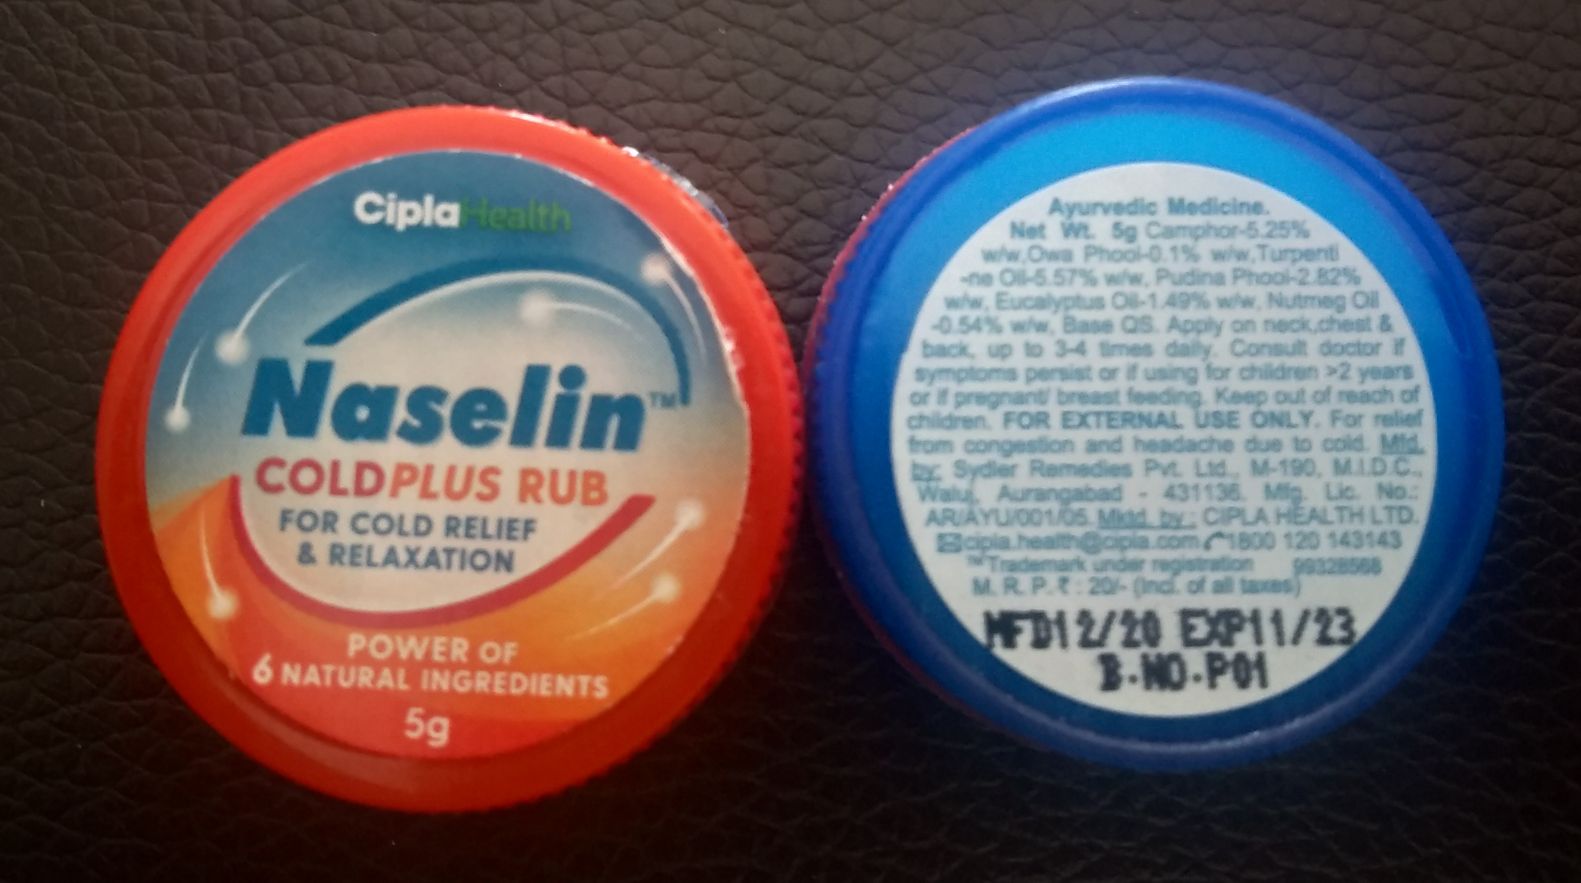 CiplaHealth
Naselin™
COLDPLUS RUB
FOR COLD RELIEF
& RELAXATION
POWER OF
6 NATURAL INGREDIENTS
5g
Ayurvedic Medicine.
Net Wt. 5g Camphor-5.25%
w/w,Owa Phool-0.1% w/w,Turpenti
-ne Oil-5.57% w/w, Pudina Phool-2.82%
w/w, Eucalyptus Oil-1.49% w/w, Nutmeg Oil
-0.54% w/w, Base QS. Apply on neck,chest &
back, up to 3-4 times daily. Consult doctor if
symptoms persist or if using for children >2 years
or if pregnant/ breast feeding. Keep out of reach of
children. FOR EXTERNAL USE ONLY. For relief
from congestion and headache due to cold. Mfd.
by: Sydler Remedies Pvt. Ltd., M-190, M.I.D.C.,
Waluj, Aurangabad - 431136. Mfg. Lic. No.:
AR/AYU/001/05 Mktd. by : CIPLA HEALTH LTD.
cipla.health@cipla.com 1800 120 143143
™Trademark under registration 99328568
M. R. P. ₹ : 20/- (Incl. of all taxes)
MFD12/20 EXP11/23
B.NO.P01